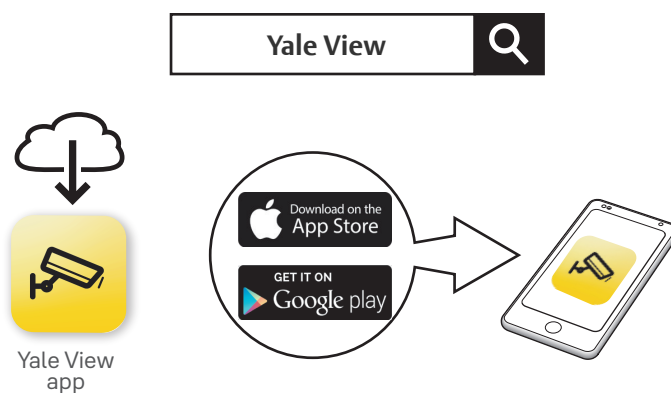 Yale View
Download on the
App Store
GET IT ON
Google play
Yale View
app